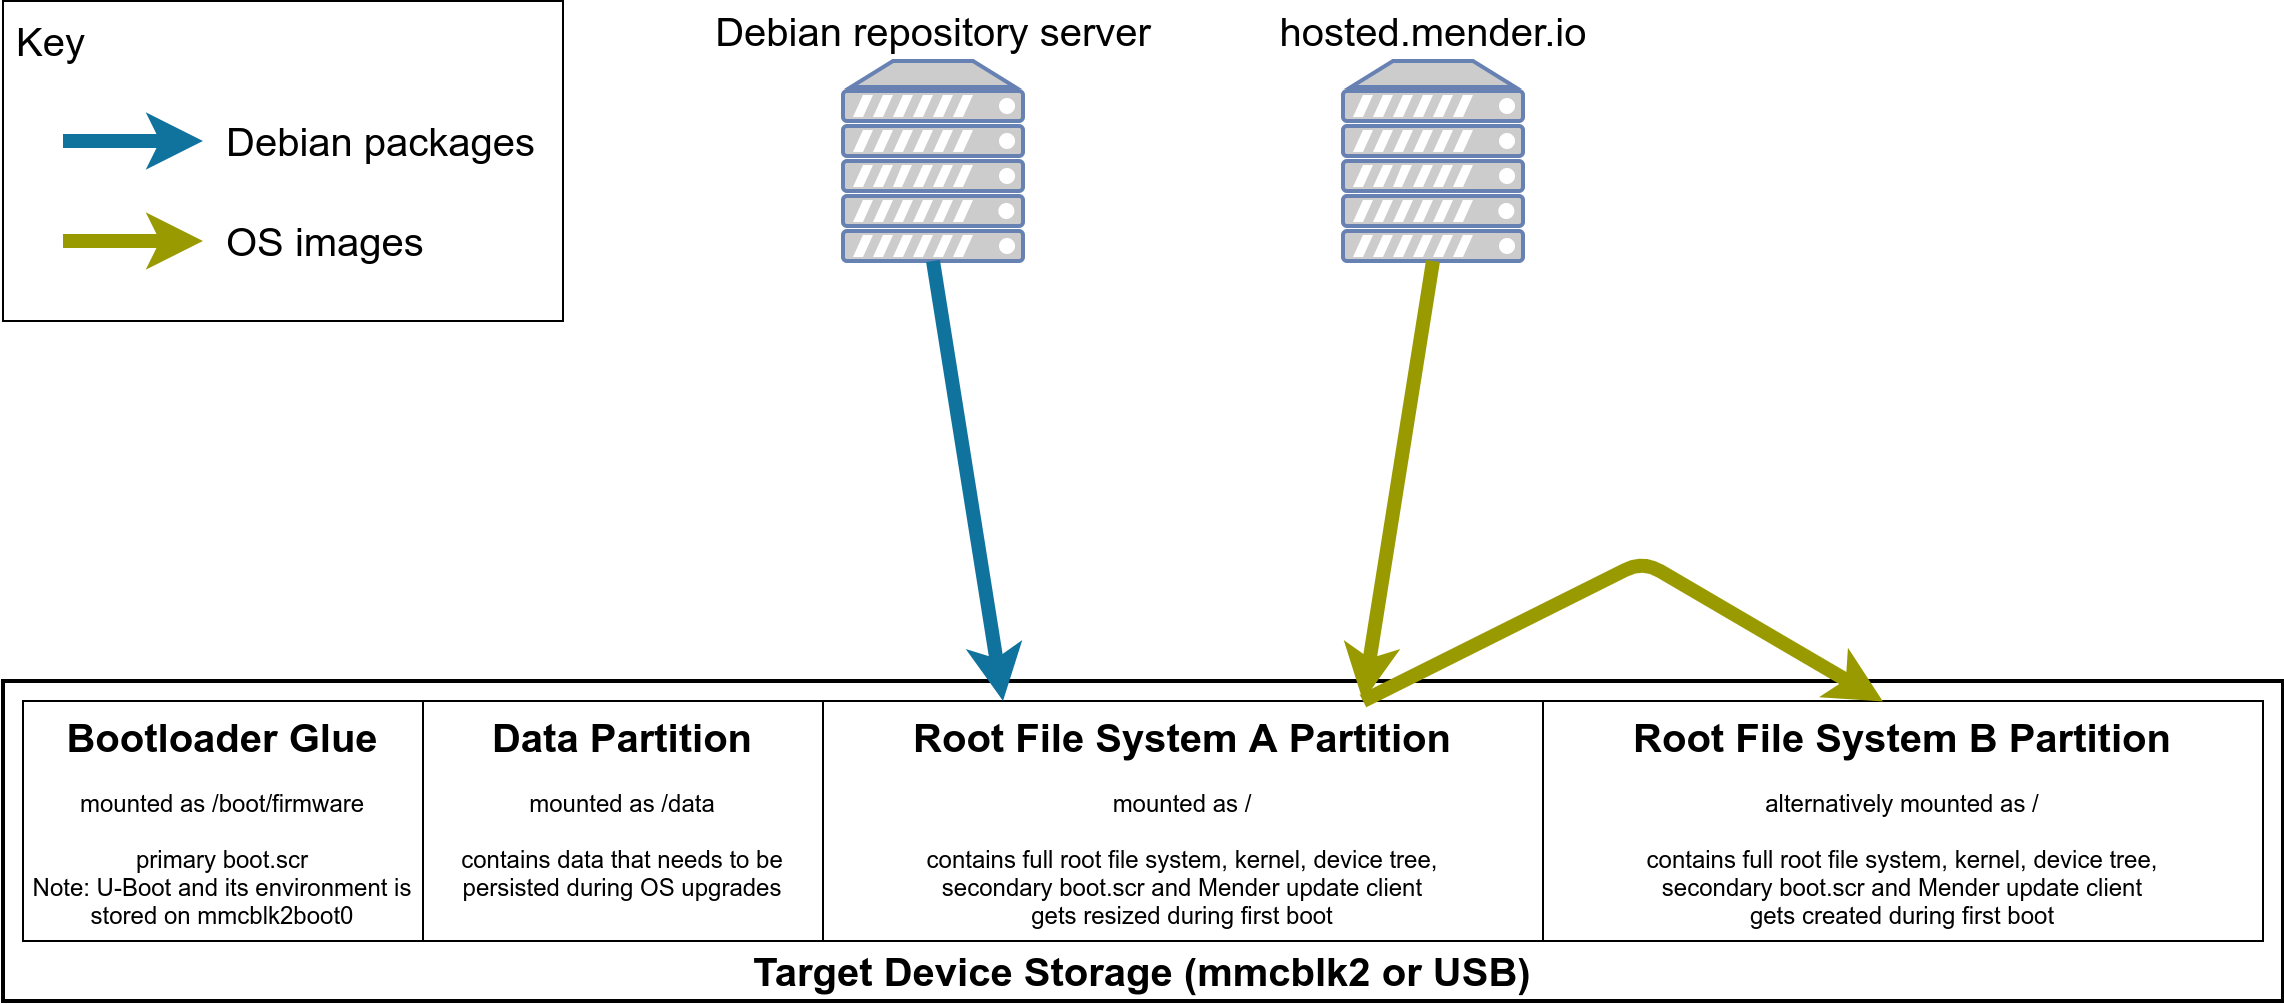 Key
Debian packages
OS images
Debian repository server
hosted.mender.io
Bootloader Glue
mounted as /boot/firmware
primary boot.scr
Note: U-Boot and its environment is
stored on mmcblk2boot0
Data Partition
mounted as /data
contains data that needs to be
persisted during OS upgrades
Root File System A Partition
mounted as /
contains full root file system, kernel, device tree,
secondary boot.scr and Mender update client
gets resized during first boot
Root File System B Partition
alternatively mounted as /
contains full root file system, kernel, device tree,
secondary boot.scr and Mender update client
gets created during first boot
Target Device Storage (mmcblk2 or USB)